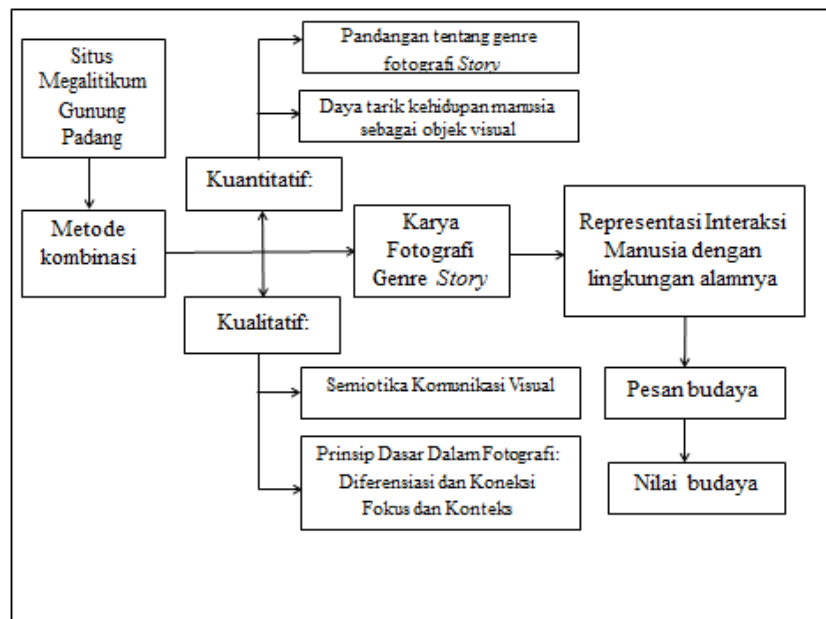 Situs
Megalitikum
Gunung
Padang
Metode
kombinasi
Pandangan tentang genre
fotografi Story
Daya tarik kehidupan manusia
sebagai objek visual
Kuantitatif:
Kualitatif:
Karya
Fotografi
Genre Story
Representasi Interaksi
Manusia dengan
lingkungan alamnya
Semiotika Komunikasi Visual
Prinsip Dasar Dalam Fotografi:
Diferensiasi dan Koneksi
Fokus dan Konteks
Pesan budaya
Nilai budaya